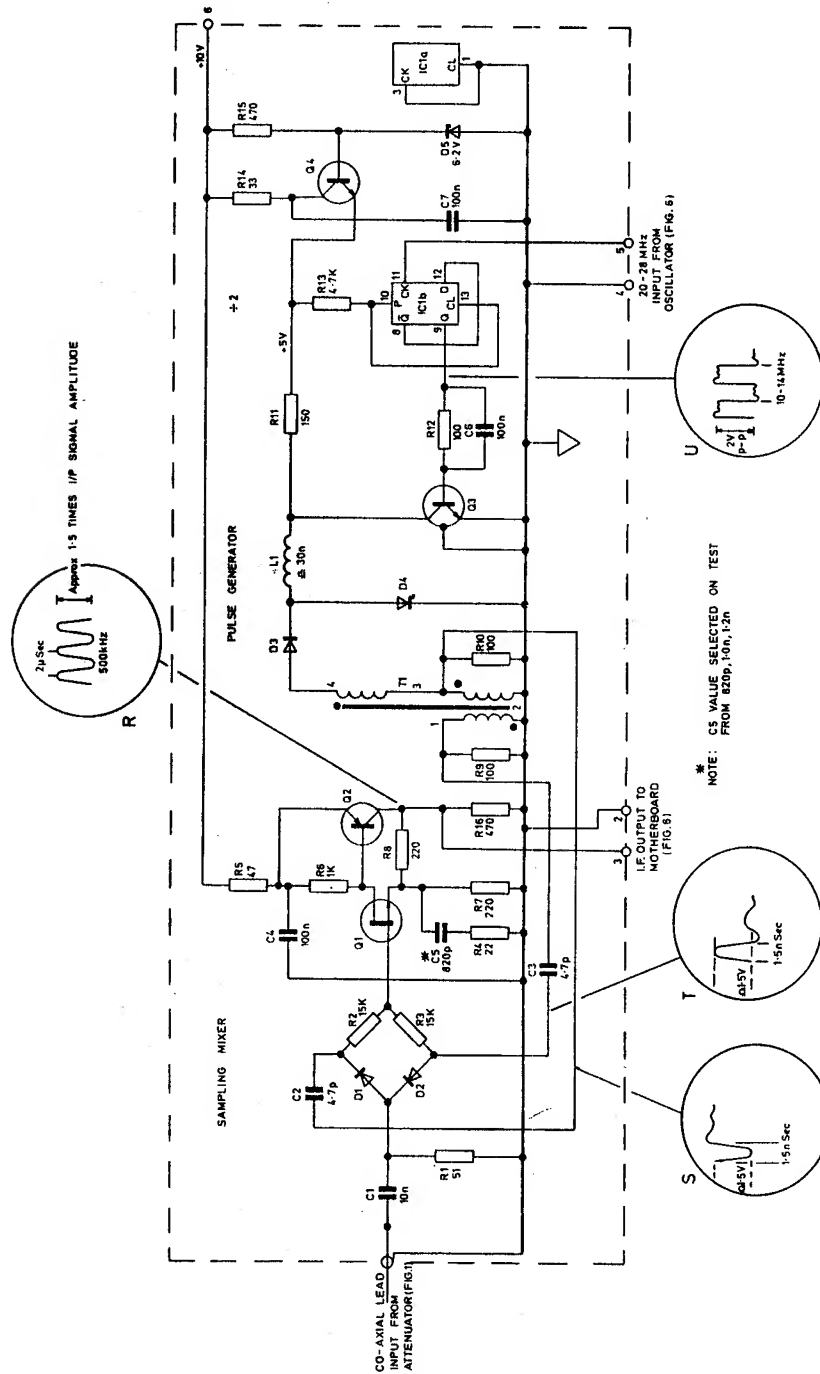 R
2µSec
500kHz
Approx 1·5 TIMES I/P SIGNAL AMPLITUDE
6
+10V
SAMPLING MIXER
PULSE GENERATOR
÷2
CO-AXIAL LEAD
INPUT FROM
ATTENUATOR (FIG.1)
C1
10n
R1
51
C2
4·7p
D1
D2
R2
15K
R3
15K
C4
100n
R5
47
R6
1K
Q1
Q2
*
C5
820p
R4
22
R7
220
R8
220
R16
470
C3
4·7p
R9
100
R10
100
T1
1
2
3
4
D3
D4
L1
≏ 30n
R11
150
+5V
Q3
R12
100
C6
100n
R13
4·7K
IC1b
P
Q̅
Q
CK
D
CL
8
9
10
11
12
13
R14
33
R15
470
Q4
C7
100n
D5
6·2V
IC1a
CK
CL
3
1
3
2
I.F. OUTPUT TO
MOTHERBOARD
(FIG.6)
4
5
20-28 MHz
INPUT FROM
OSCILLATOR (FIG. 6)
S
≏1·5V
1·5n Sec
T
≏1·5V
1·5n Sec
U
2V
p-p
10-14MHz
*
NOTE: C5 VALUE SELECTED ON TEST
FROM 820p, 1·0n, 1·2n